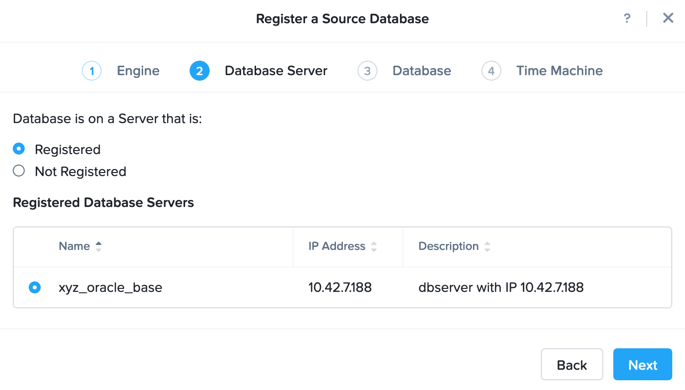 Register a Source Database ?
1 Engine 2 Database Server 3 Database 4 Time Machine
Database is on a Server that is:
Registered
Not Registered
Registered Database Servers
Name IP Address Description
xyz_oracle_base 10.42.7.188 dbserver with IP 10.42.7.188
Back Next